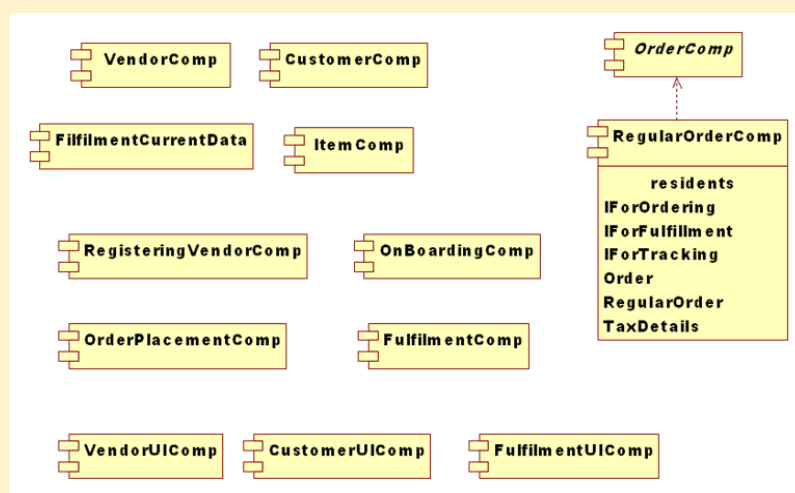 VendorComp
CustomerComp
OrderComp
FilfilmentCurrentData
ItemComp
RegularOrderComp
residents
IForOrdering
IForFulfillment
IForTracking
Order
RegularOrder
TaxDetails
RegisteringVendorComp
OnBoardingComp
OrderPlacementComp
FulfilmentComp
VendorUIComp
CustomerUIComp
FulfilmentUIComp